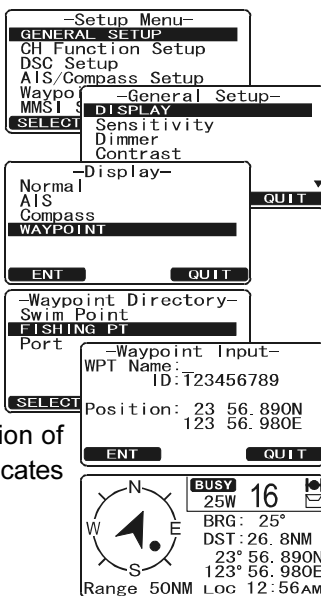 —Setup Menu—
GENERAL SETUP
CH Function Setup
DSC Setup
AIS/Compass Setup
Waypoi
MMSI S
SELECT
—General Setup—
DISPLAY
Sensitivity
Dimmer
Contrast
QUIT
—Display—
Normal
AIS
Compass
WAYPOINT
ENT QUIT
—Waypoint Directory—
Swim Point
FISHING PT
Port
SELECT
—Waypoint Input—
WPT Name:_
ID:123456789
Position: 23 56.890N
123 56.980E
ENT QUIT
ion of
cates
N
W E
S
BUSY
25W 16
BRG: 25°
DST:26.8NM
23°56.890N
123°56.980E
Range 50NM LOC 12:56AM